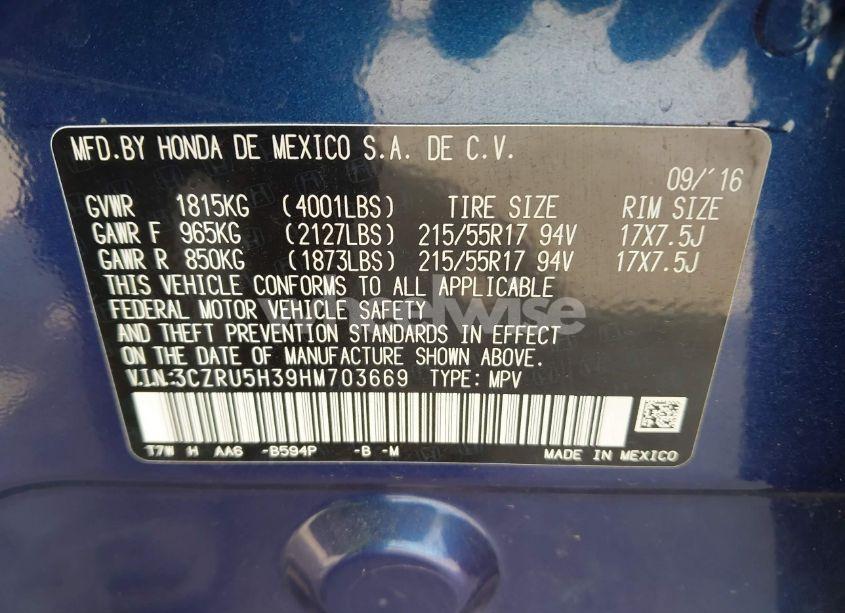 MFD.BY HONDA DE MEXICO S.A. DE C.V.
09/'16
GVWR 1815KG (4001LBS) TIRE SIZE RIM SIZE
GAWR F 965KG (2127LBS) 215/55R17 94V 17X7.5J
GAWR R 850KG (1873LBS) 215/55R17 94V 17X7.5J
THIS VEHICLE CONFORMS TO ALL APPLICABLE
FEDERAL MOTOR VEHICLE SAFETY
AND THEFT PREVENTION STANDARDS IN EFFECT
ON THE DATE OF MANUFACTURE SHOWN ABOVE.
V.I.N:3CZRU5H39HM703669 TYPE: MPV
T7W H AA6 -B594P -B -M
MADE IN MEXICO
wheelwise